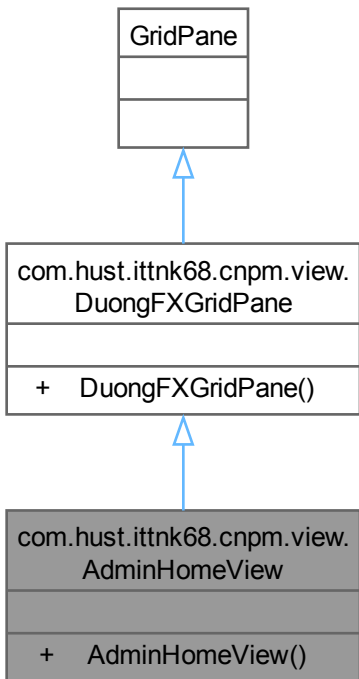 GridPane
com.hust.ittnk68.cnpm.view.
DuongFXGridPane
+ DuongFXGridPane()
com.hust.ittnk68.cnpm.view.
AdminHomeView
+ AdminHomeView()